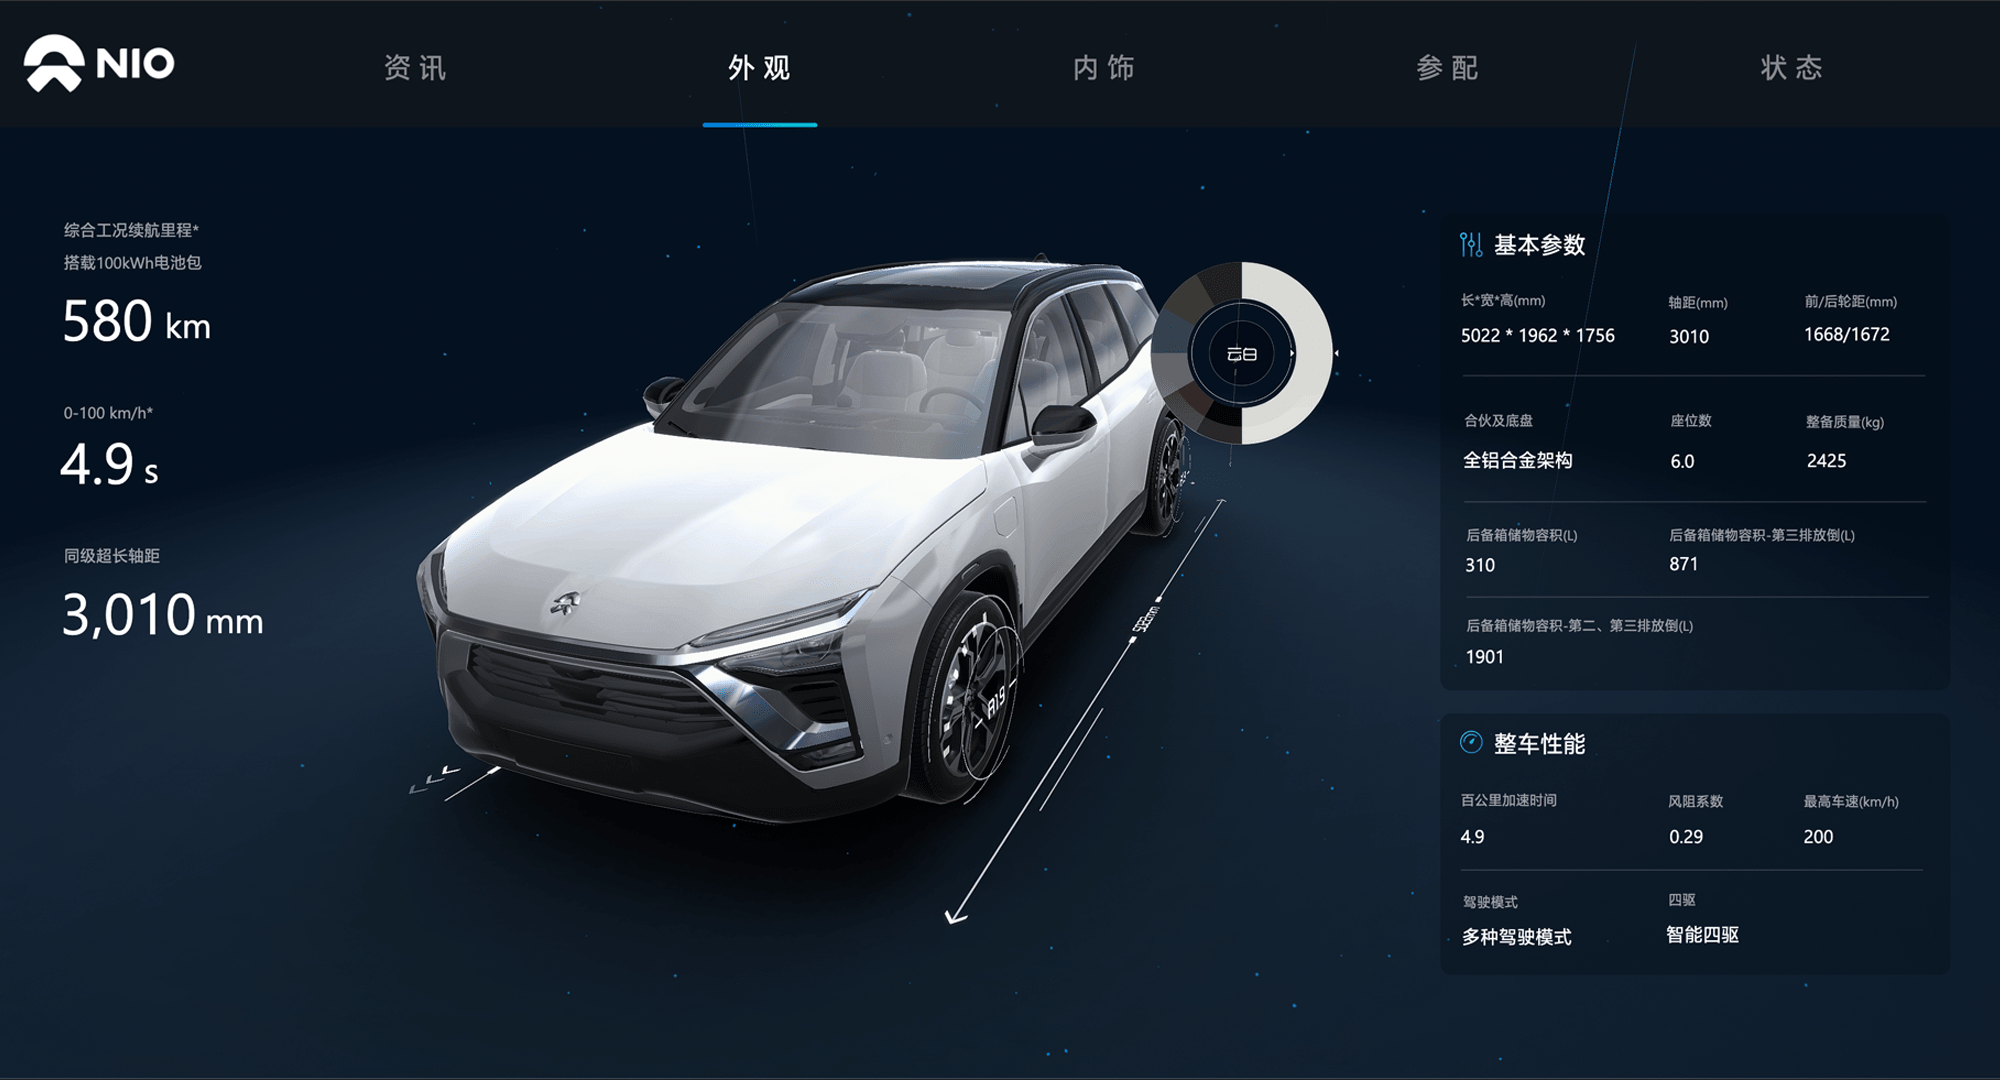 NIO
资讯
外观
内饰
参配
状态
综合工况续航里程*
搭载100kWh电池包
580 km
0-100 km/h*
4.9 s
同级超长轴距
3,010 mm
云白
R19
基本参数
长*宽*高(mm)
轴距(mm)
前/后轮距(mm)
5022 * 1962 * 1756
3010
1668/1672
合伙及底盘
座位数
整备质量(kg)
全铝合金架构
6.0
2425
后备箱储物容积(L)
后备箱储物容积-第三排放倒(L)
310
871
后备箱储物容积-第二、第三排放倒(L)
1901
整车性能
百公里加速时间
风阻系数
最高车速(km/h)
4.9
0.29
200
驾驶模式
四驱
多种驾驶模式
智能四驱